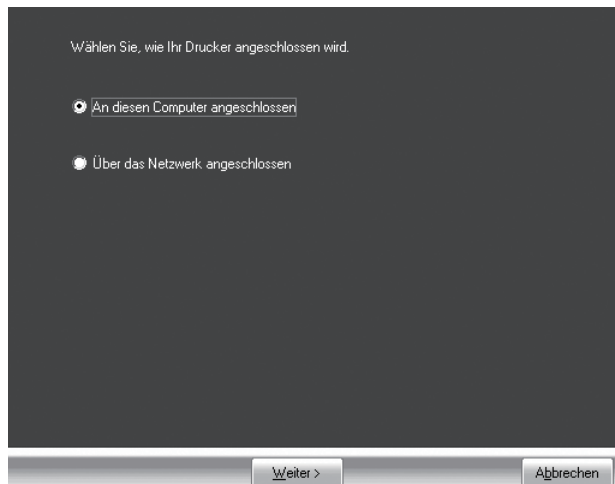 Wählen Sie, wie Ihr Drucker angeschlossen wird.
An diesen Computer angeschlossen
Über das Netzwerk angeschlossen
Weiter >
Abbrechen